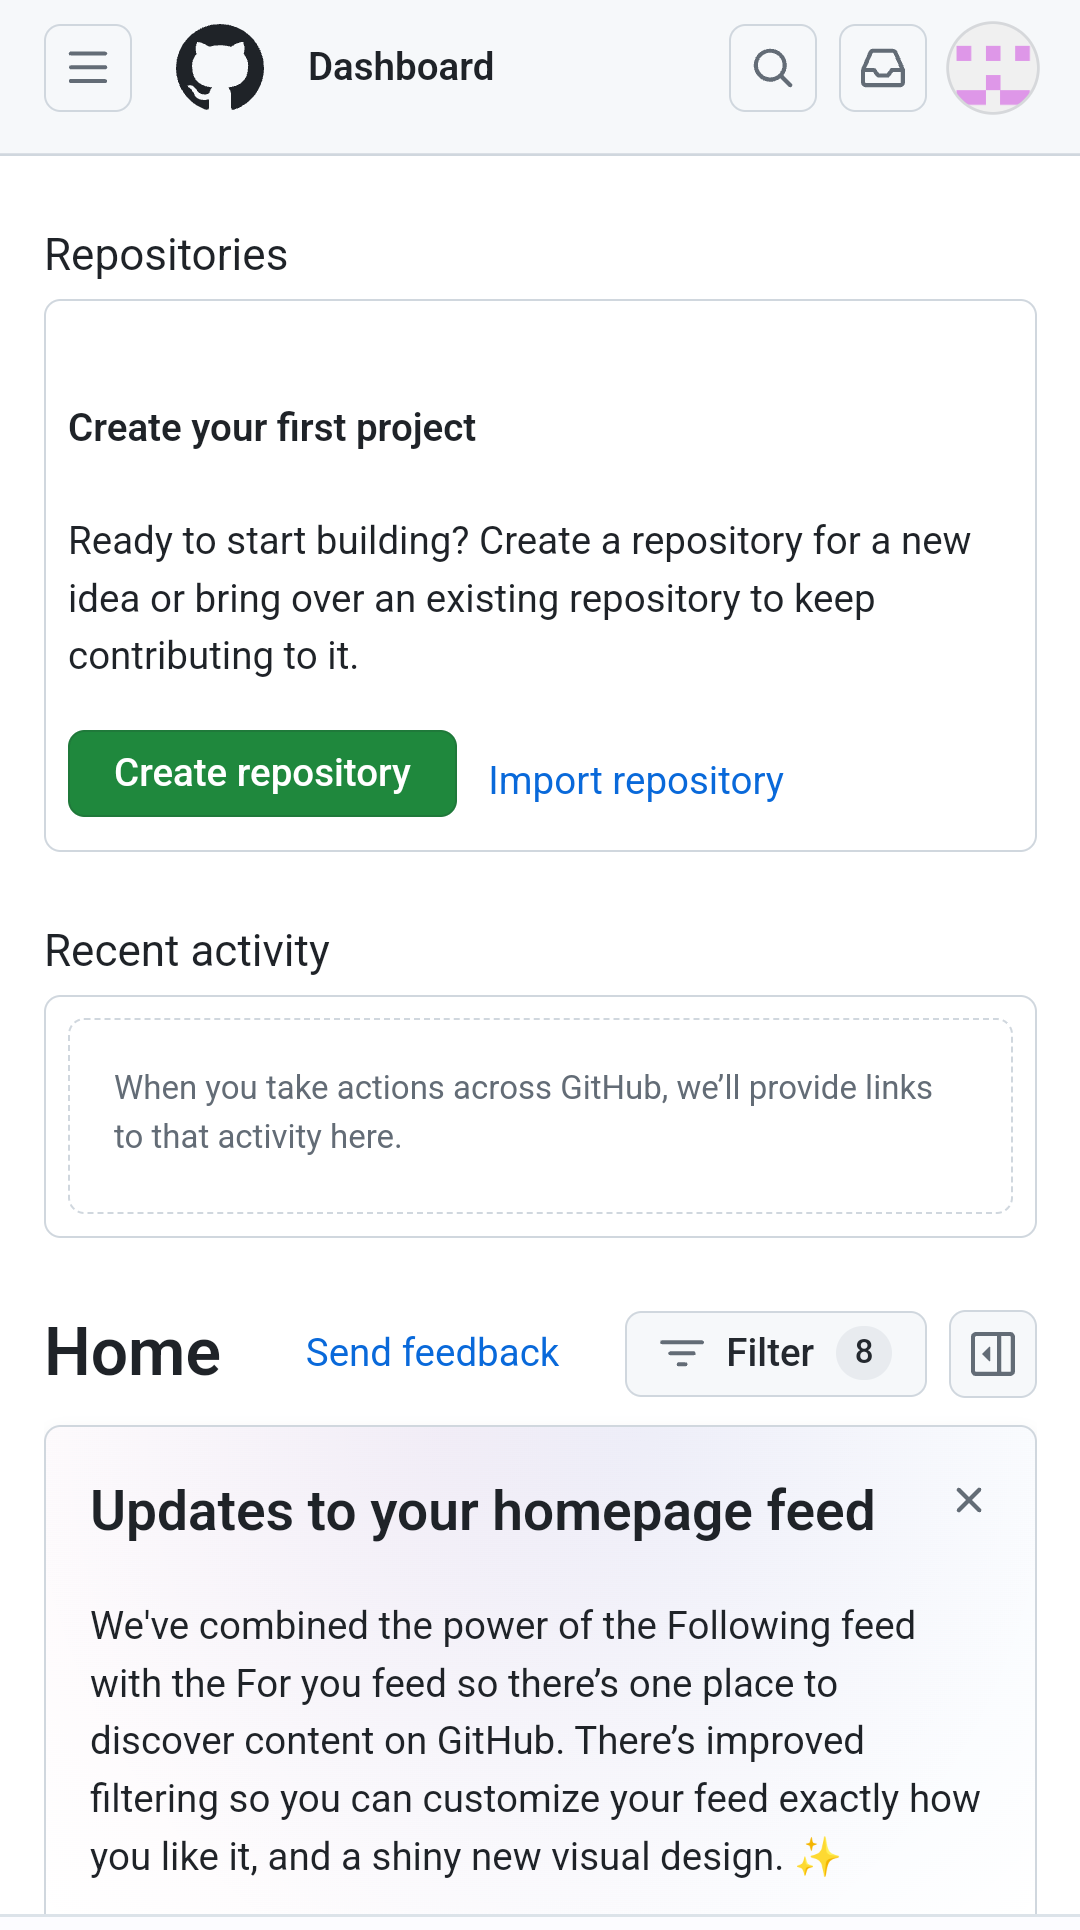 Dashboard
Repositories
Create your first project
Ready to start building? Create a repository for a new
idea or bring over an existing repository to keep
contributing to it.
Create repository Import repository
Recent activity
When you take actions across GitHub, we’ll provide links
to that activity here.
Home Send feedback Filter 8
Updates to your homepage feed
We've combined the power of the Following feed
with the For you feed so there’s one place to
discover content on GitHub. There’s improved
filtering so you can customize your feed exactly how
you like it, and a shiny new visual design. ✨